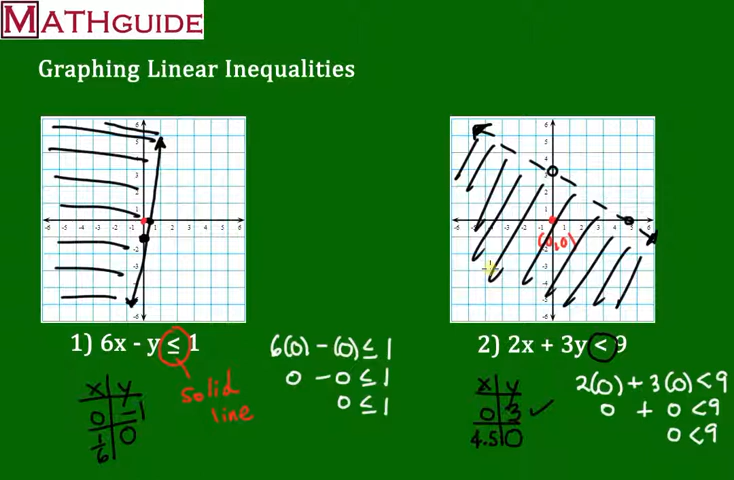 MATHGUIDE
Graphing Linear Inequalities
(0,0)
1) 6x - y ≤ 1
x y
0 -1
1/6 0
solid
line
6(0) - (0) ≤ 1
0 - 0 ≤ 1
0 ≤ 1
2) 2x + 3y < 9
x y
0 3 ✓
4.5 0
2(0) + 3(0) < 9
0 + 0 < 9
0 < 9